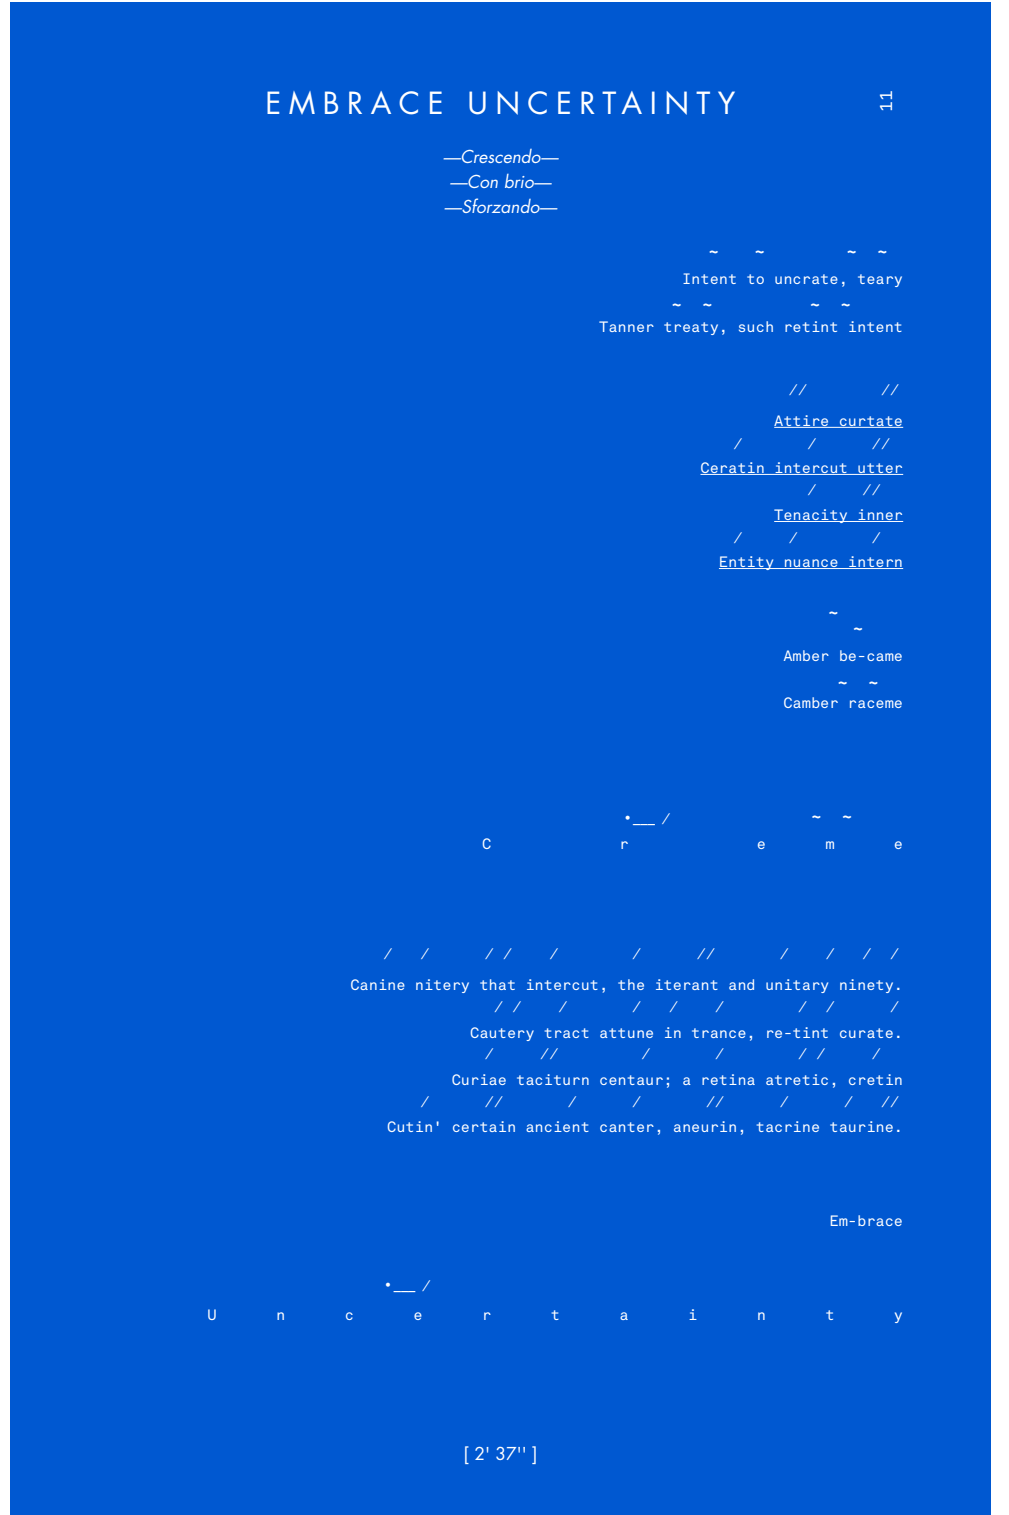 EMBRACE UNCERTAINTY
11
—Crescendo—
—Con brio—
—Sforzando—
~ ~ ~ ~
Intent to uncrate, teary
~ ~ ~ ~
Tanner treaty, such retint intent
// //
Attire curtate
/ / //
Ceratin intercut utter
/ //
Tenacity inner
/ / /
Entity nuance intern
~
~
Amber be-came
~ ~
Camber raceme
•__ / ~ ~
C r e m e
/ / / / / / // / / / /
Canine nitery that intercut, the iterant and unitary ninety.
/ / / / / / / / /
Cautery tract attune in trance, re-tint curate.
/ // / / / / /
Curiae taciturn centaur; a retina atretic, cretin
/ // / / // / / //
Cutin' certain ancient canter, aneurin, tacrine taurine.
Em-brace
•__ /
U n c e r t a i n t y
[ 2' 37'' ]